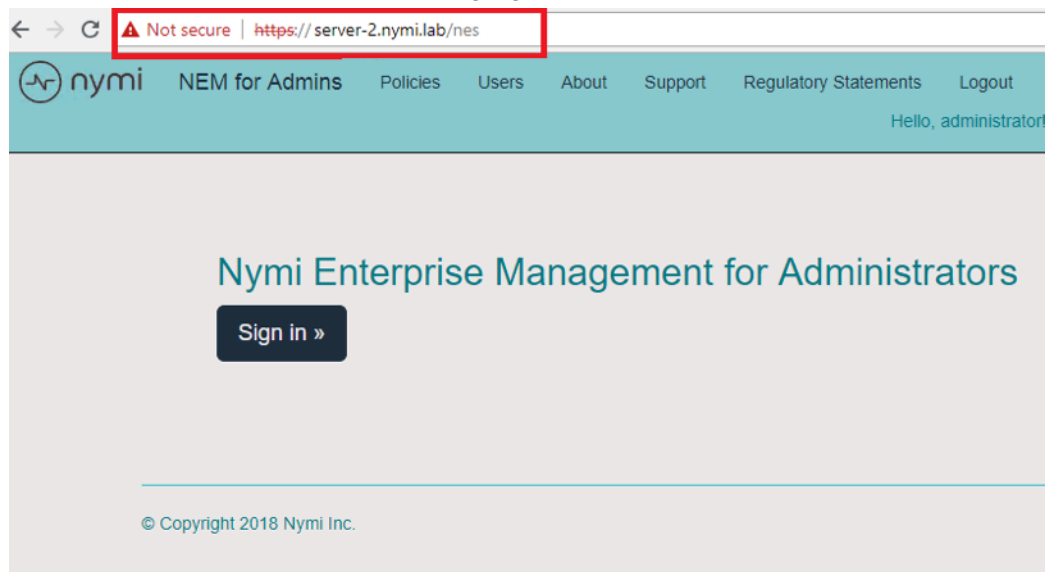 Not secure | https://server-2.nymi.lab/nes
nymi NEM for Admins Policies Users About Support Regulatory Statements Logout
Hello, administrator!
Nymi Enterprise Management for Administrators
Sign in »
© Copyright 2018 Nymi Inc.